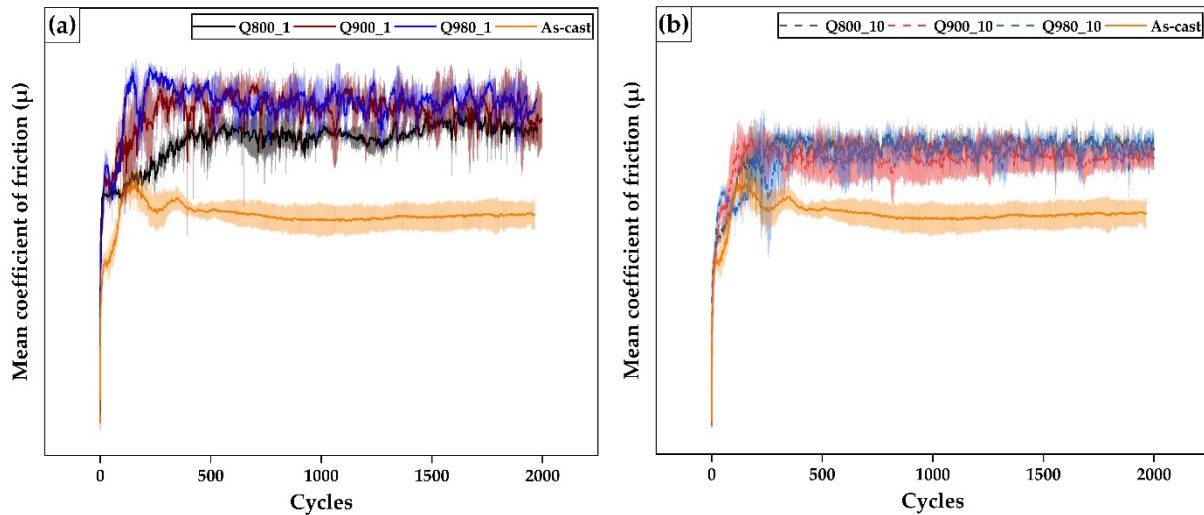 (a)
Q800_1 Q900_1 Q980_1 As-cast
Mean coefficient of friction (µ)
0 500 1000 1500 2000
Cycles
(b)
Q800_10 Q900_10 Q980_10 As-cast
Mean coefficient of friction (µ)
0 500 1000 1500 2000
Cycles